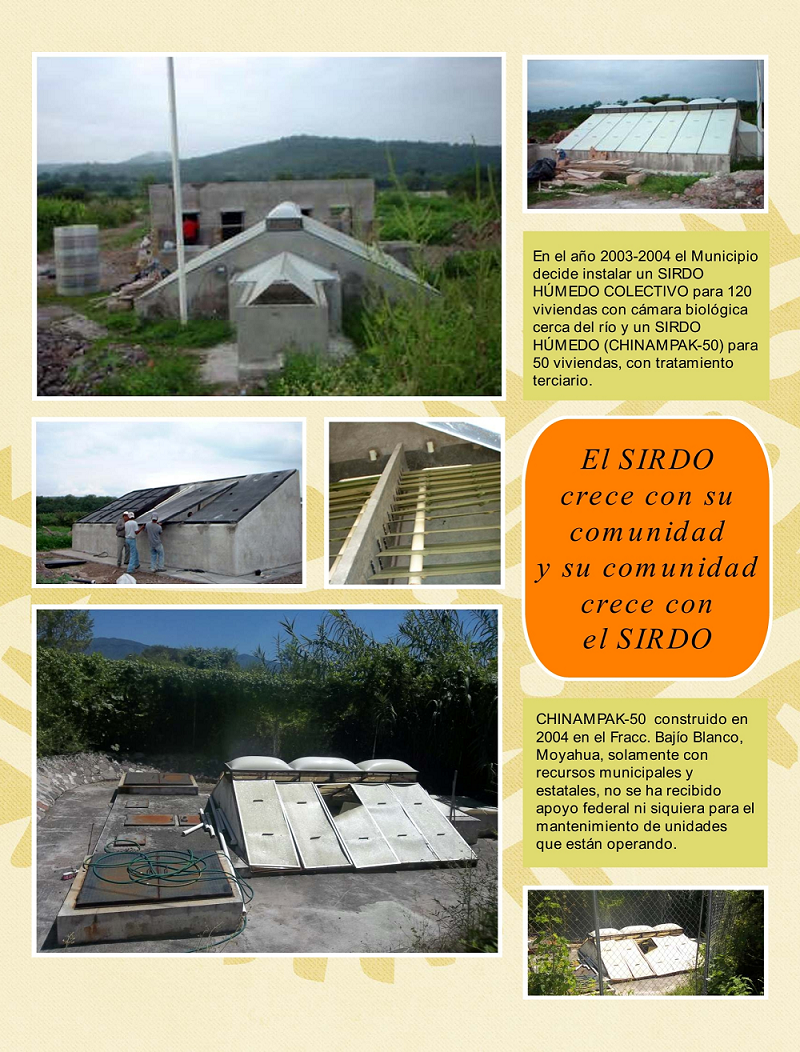 En el año 2003-2004 el Municipio
decide instalar un SIRDO
HÚMEDO COLECTIVO para 120
viviendas con cámara biológica
cerca del río y un SIRDO
HÚMEDO (CHINAMPAK-50) para
50 viviendas, con tratamiento
terciario.
El SIRDO
crece con su
comunidad
y su comunidad
crece con
el SIRDO
CHINAMPAK-50 construido en
2004 en el Fracc. Bajío Blanco,
Moyahua, solamente con
recursos municipales y
estatales, no se ha recibido
apoyo federal ni siquiera para el
mantenimiento de unidades
que están operando.